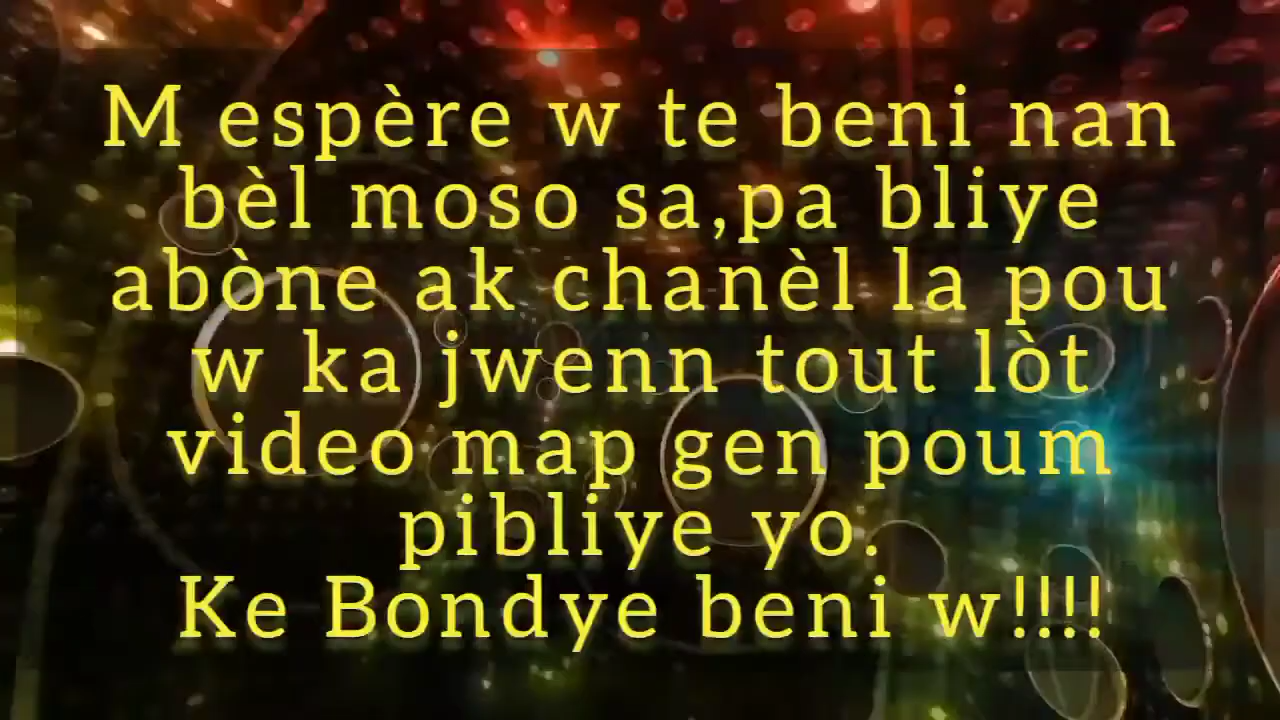 M espère w te beni nan
bèl moso sa,pa bliye
abòne ak chanèl la pou
w ka jwenn tout lòt
video map gen poum
pibliye yo.
Ke Bondye beni w!!!!